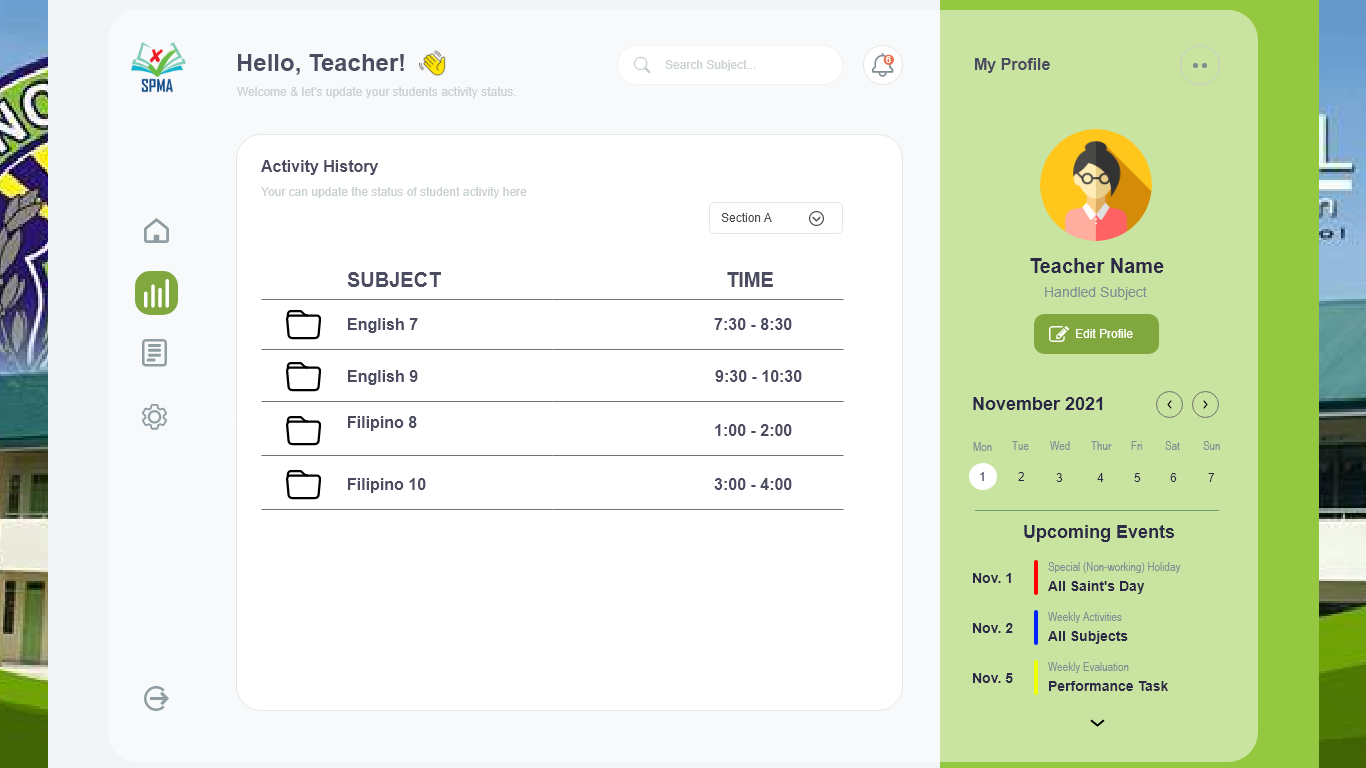 SPMA
Hello, Teacher!
Welcome & let's update your students activity status.
Search Subject...
6
Activity History
Your can update the status of student activity here
Section A
SUBJECT TIME
English 7 7:30 - 8:30
English 9 9:30 - 10:30
Filipino 8 1:00 - 2:00
Filipino 10 3:00 - 4:00
My Profile
Teacher Name
Handled Subject
Edit Profile
November 2021
Mon Tue Wed Thur Fri Sat Sun
1 2 3 4 5 6 7
Upcoming Events
Nov. 1
Special (Non-working) Holiday
All Saint's Day
Nov. 2
Weekly Activities
All Subjects
Nov. 5
Weekly Evaluation
Performance Task